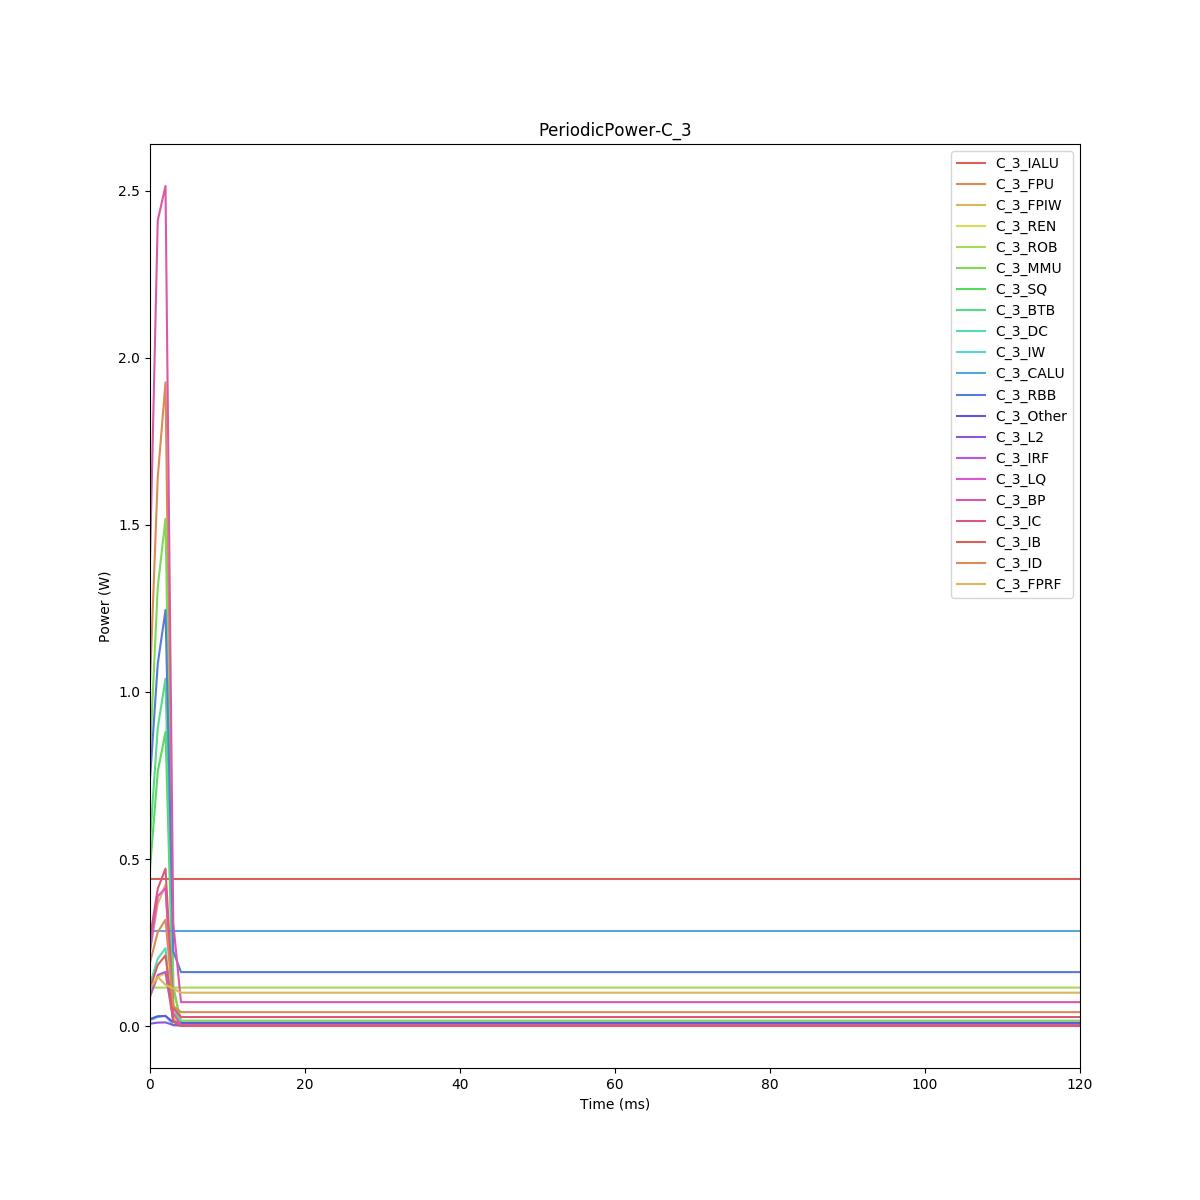 PeriodicPower-C_3
2.5
2.0
1.5
1.0
0.5
0.0
Power (W)
C_3_IALU
C_3_FPU
C_3_FPIW
C_3_REN
C_3_ROB
C_3_MMU
C_3_SQ
C_3_BTB
C_3_DC
C_3_IW
C_3_CALU
C_3_RBB
C_3_Other
C_3_L2
C_3_IRF
C_3_LQ
C_3_BP
C_3_IC
C_3_IB
C_3_ID
C_3_FPRF
0 20 40 60 80 100 120
Time (ms)